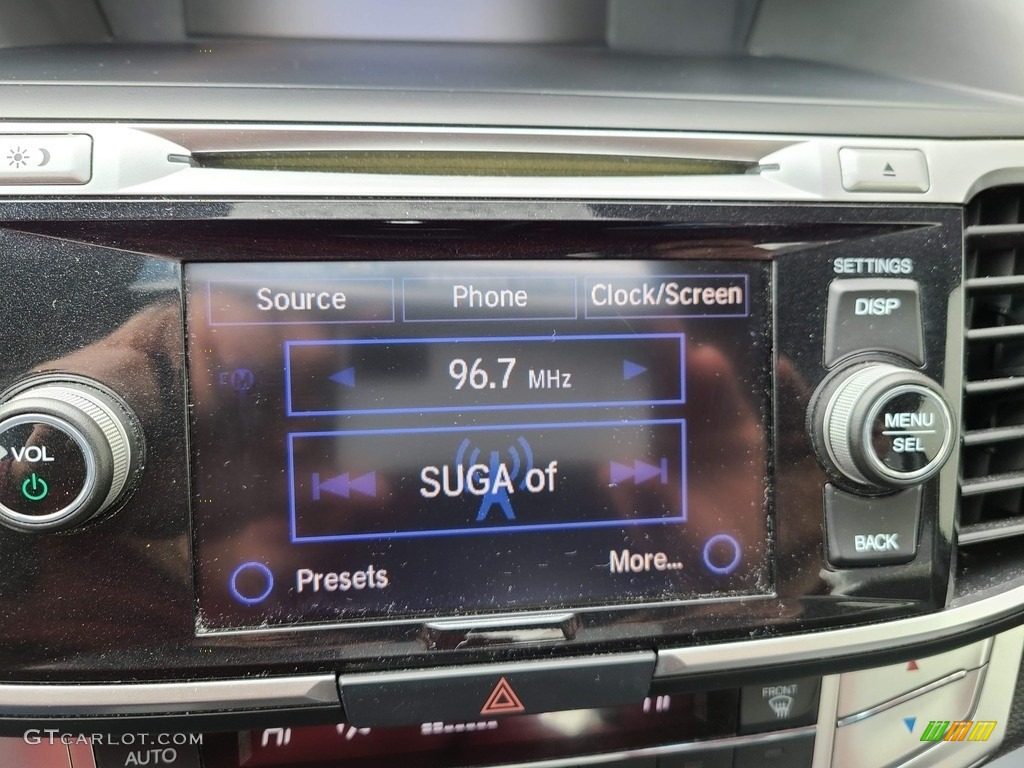 SETTINGS
DISP
Source
Phone
Clock/Screen
96.7 MHz
VOL
MENU
SEL
SUGA of
BACK
Presets
More...
FRONT
AUTO
GTCARLOT.COM